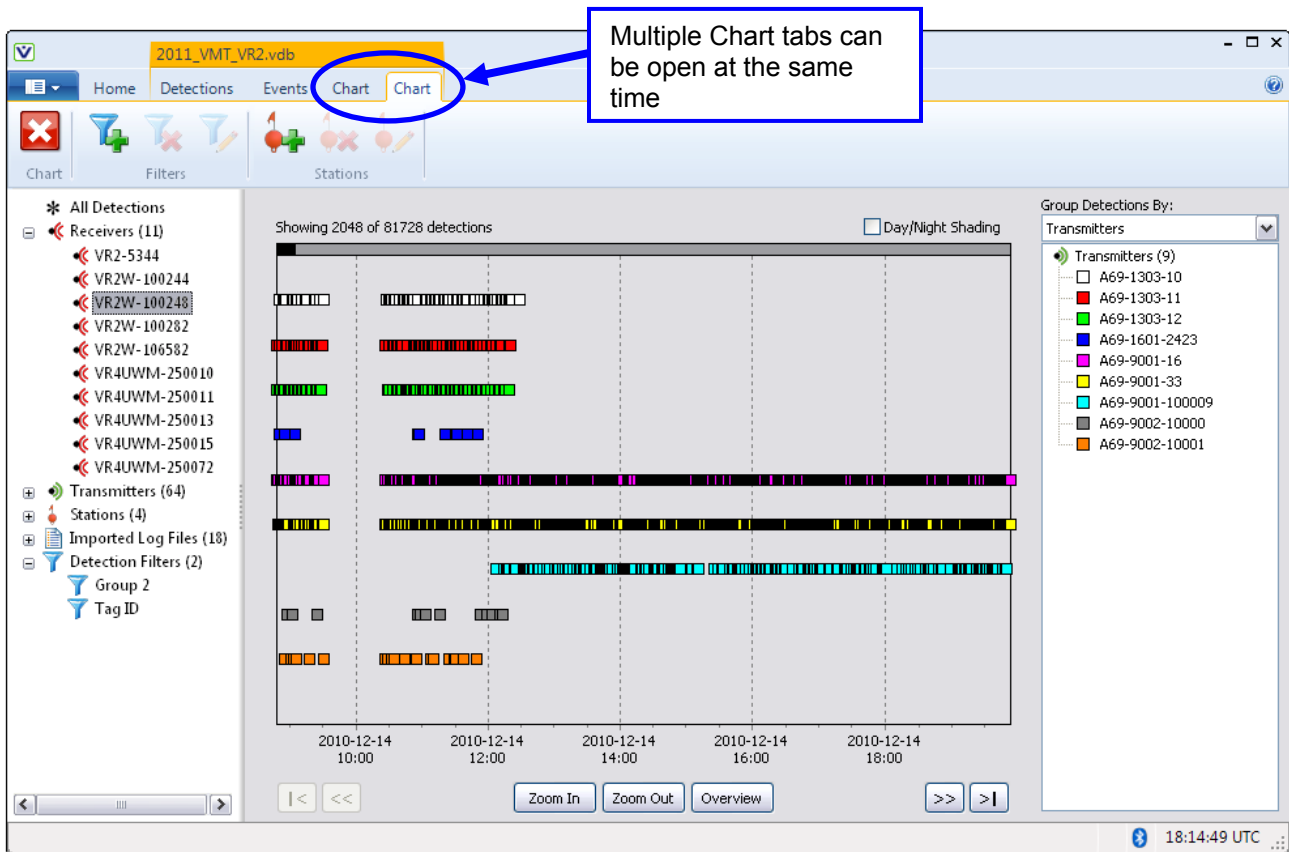 Multiple Chart tabs can
be open at the same
time
2011_VMT_VR2.vdb
Home Detections Events Chart Chart
Chart Filters Stations
All Detections
Receivers (11)
VR2-5344
VR2W-100244
VR2W-100248
VR2W-100282
VR2W-106582
VR4UWM-250010
VR4UWM-250011
VR4UWM-250013
VR4UWM-250015
VR4UWM-250072
Transmitters (64)
Stations (4)
Imported Log Files (18)
Detection Filters (2)
Group 2
Tag ID
Showing 2048 of 81728 detections
Day/Night Shading
2010-12-14 2010-12-14 2010-12-14 2010-12-14 2010-12-14
10:00 12:00 14:00 16:00 18:00
|< << Zoom In Zoom Out Overview >> >|
Group Detections By:
Transmitters
Transmitters (9)
A69-1303-10
A69-1303-11
A69-1303-12
A69-1601-2423
A69-9001-16
A69-9001-33
A69-9001-100009
A69-9002-10000
A69-9002-10001
18:14:49 UTC